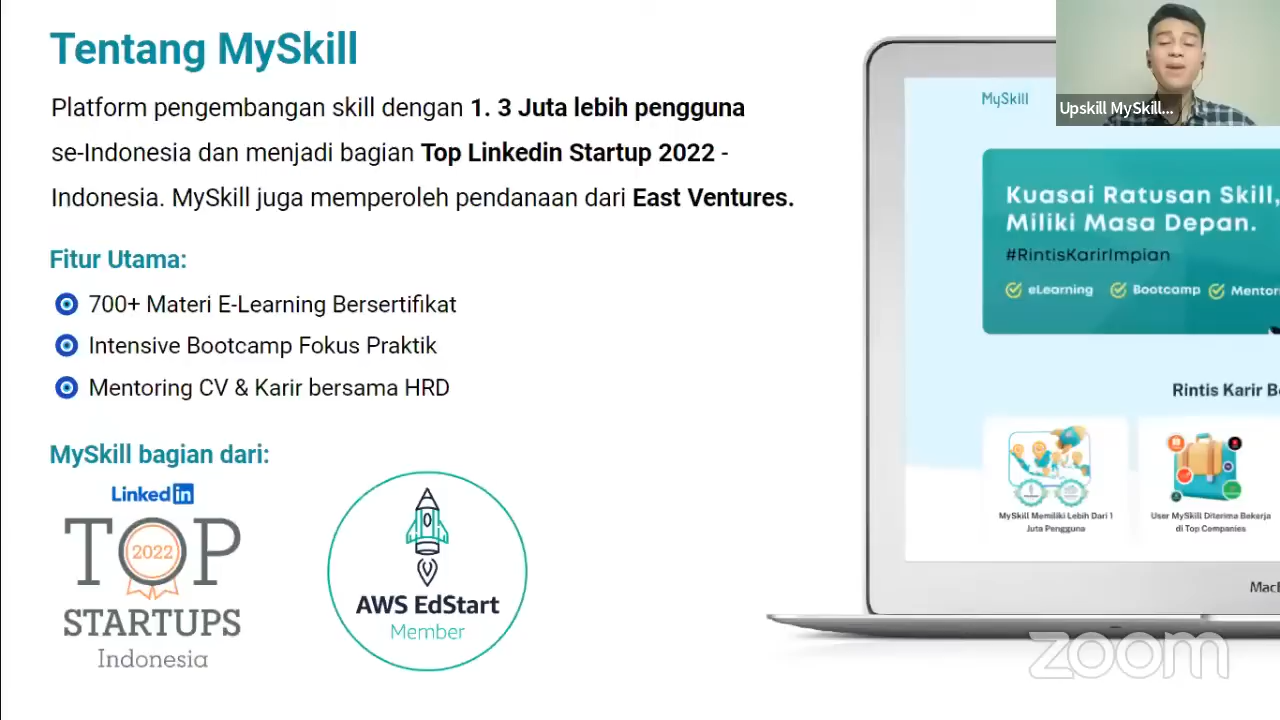 Tentang MySkill
Platform pengembangan skill dengan 1. 3 Juta lebih pengguna
se-Indonesia dan menjadi bagian Top Linkedin Startup 2022 -
Indonesia. MySkill juga memperoleh pendanaan dari East Ventures.
Fitur Utama:
700+ Materi E-Learning Bersertifikat
Intensive Bootcamp Fokus Praktik
Mentoring CV & Karir bersama HRD
MySkill bagian dari:
Linked in
TOP
2022
STARTUPS
Indonesia
AWS EdStart
Member
Upskill MySkill...
MySkill
Kuasai Ratusan Skill,
Miliki Masa Depan.
#RintisKarirImpian
eLearning
Bootcamp
Mentori
Rintis Karir Be
MySkill Memiliki Lebih Dari 1
Juta Pengguna
User MySkill Diterima Bekerja
di Top Companies
MacB
zoom